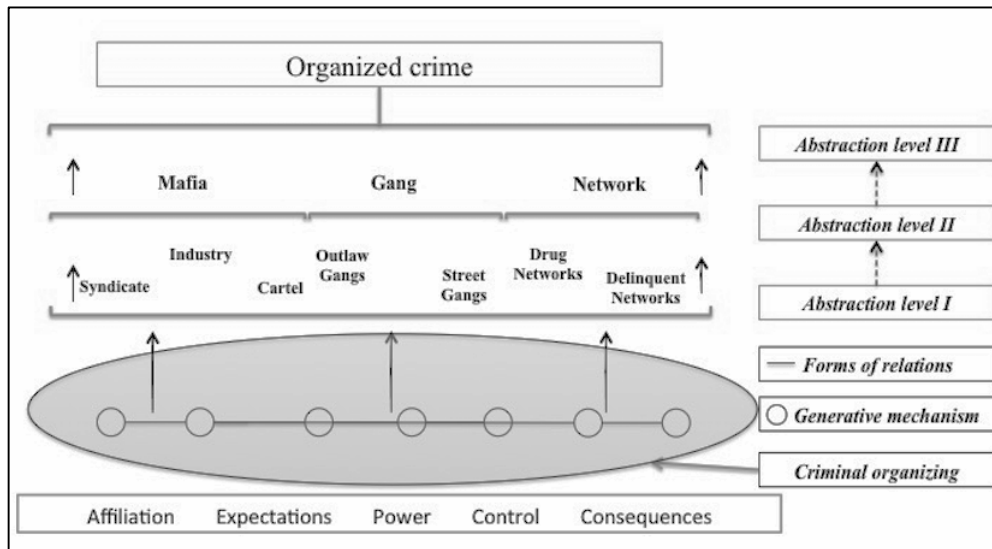 Organized crime
Abstraction level III
Mafia Gang Network
Abstraction level II
Industry Outlaw Gangs Drug Networks
Syndicate Cartel Street Gangs Delinquent Networks
Abstraction level I
Forms of relations
Generative mechanism
Criminal organizing
Affiliation Expectations Power Control Consequences